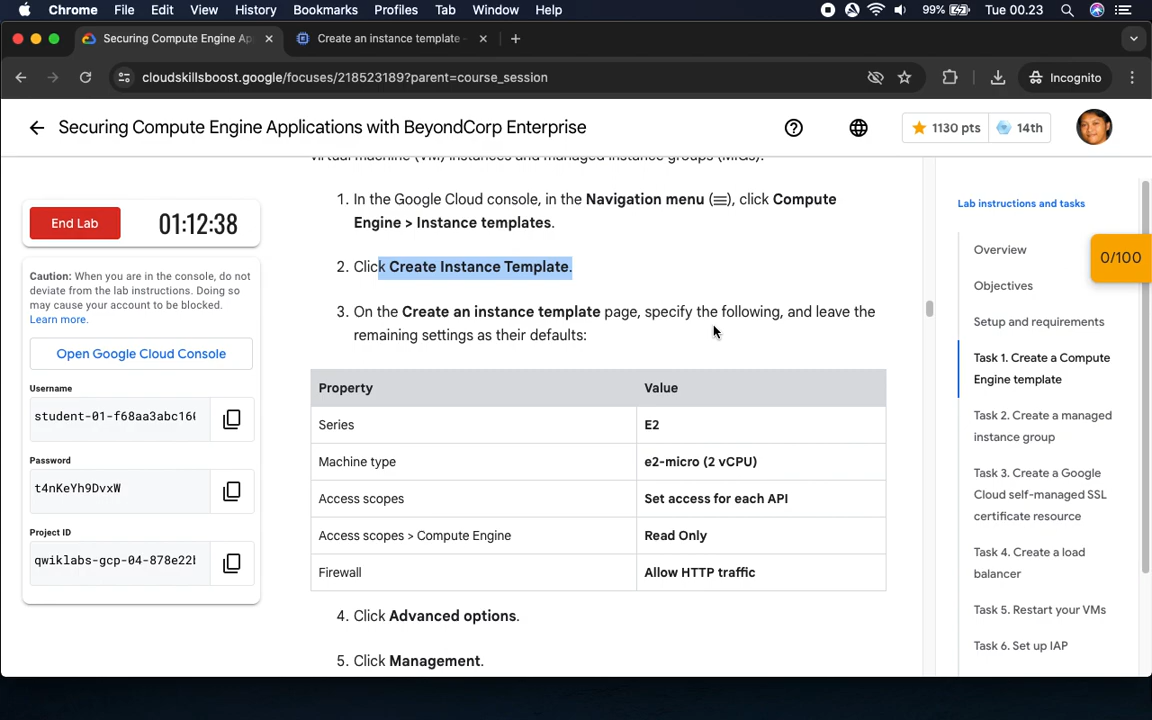 Chrome File Edit View History Bookmarks Profiles Tab Window Help 99% Tue 00.23
Securing Compute Engine Ap Create an instance template -
cloudskillsboost.google/focuses/218523189?parent=course_session Incognito
Securing Compute Engine Applications with BeyondCorp Enterprise 1130 pts 14th
virtual machine (VM) instances and managed instance groups (MIGs).
End Lab 01:12:38
Caution: When you are in the console, do not
deviate from the lab instructions. Doing so
may cause your account to be blocked.
Learn more.
Open Google Cloud Console
Username
student-01-f68aa3abc16
Password
t4nKeYh9DvxW
Project ID
qwiklabs-gcp-04-878e22
1. In the Google Cloud console, in the Navigation menu (☰), click Compute
Engine > Instance templates.
2. Click Create Instance Template.
3. On the Create an instance template page, specify the following, and leave the
remaining settings as their defaults:
Property Value
Series E2
Machine type e2-micro (2 vCPU)
Access scopes Set access for each API
Access scopes > Compute Engine Read Only
Firewall Allow HTTP traffic
4. Click Advanced options.
5. Click Management.
Lab instructions and tasks
0/100
Overview
Objectives
Setup and requirements
Task 1. Create a Compute
Engine template
Task 2. Create a managed
instance group
Task 3. Create a Google
Cloud self-managed SSL
certificate resource
Task 4. Create a load
balancer
Task 5. Restart your VMs
Task 6. Set up IAP